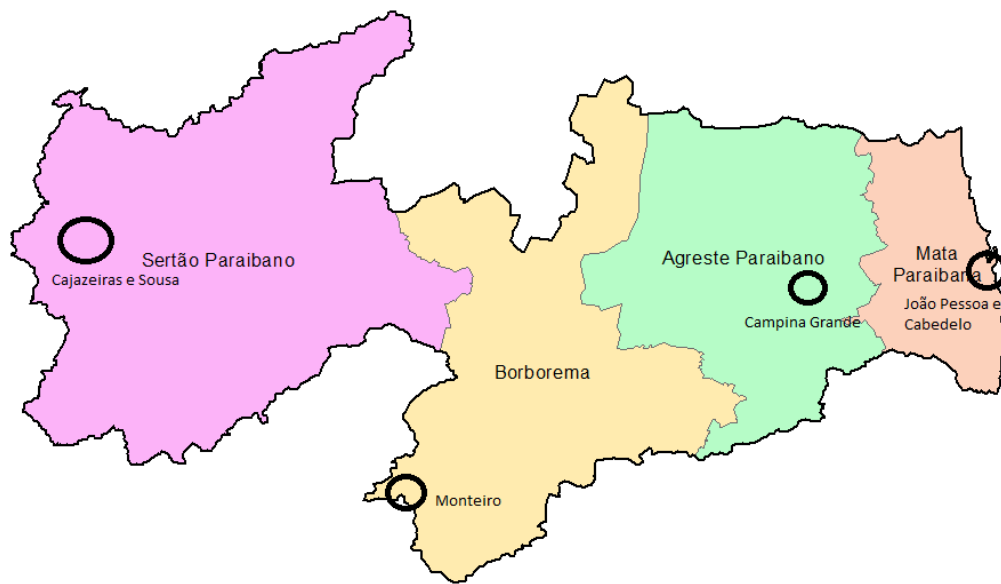 Sertão Paraibano
Cajazeiras e Sousa
Borborema
Monteiro
Agreste Paraibano
Campina Grande
Mata
Paraibana
João Pessoa e
Cabedelo